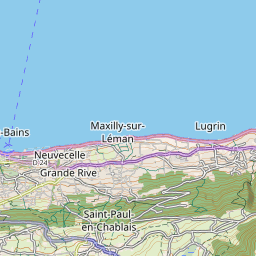 Maxilly-sur-
Léman
Lugrin
-Bains
Neuvecelle
D 24
Grande Rive
Saint-Paul-
en-Chablais